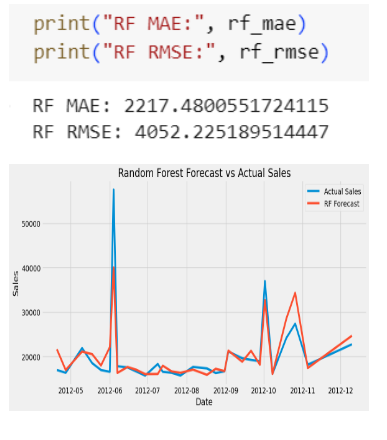 print("RF MAE:", rf_mae)
print("RF RMSE:", rf_rmse)
RF MAE: 2217.4800551724115
RF RMSE: 4052.225189514447
Random Forest Forecast vs Actual Sales
Actual Sales
RF Forecast
50000
40000
30000
20000
Sales
2012-05 2012-06 2012-07 2012-08 2012-09 2012-10 2012-11 2012-12
Date